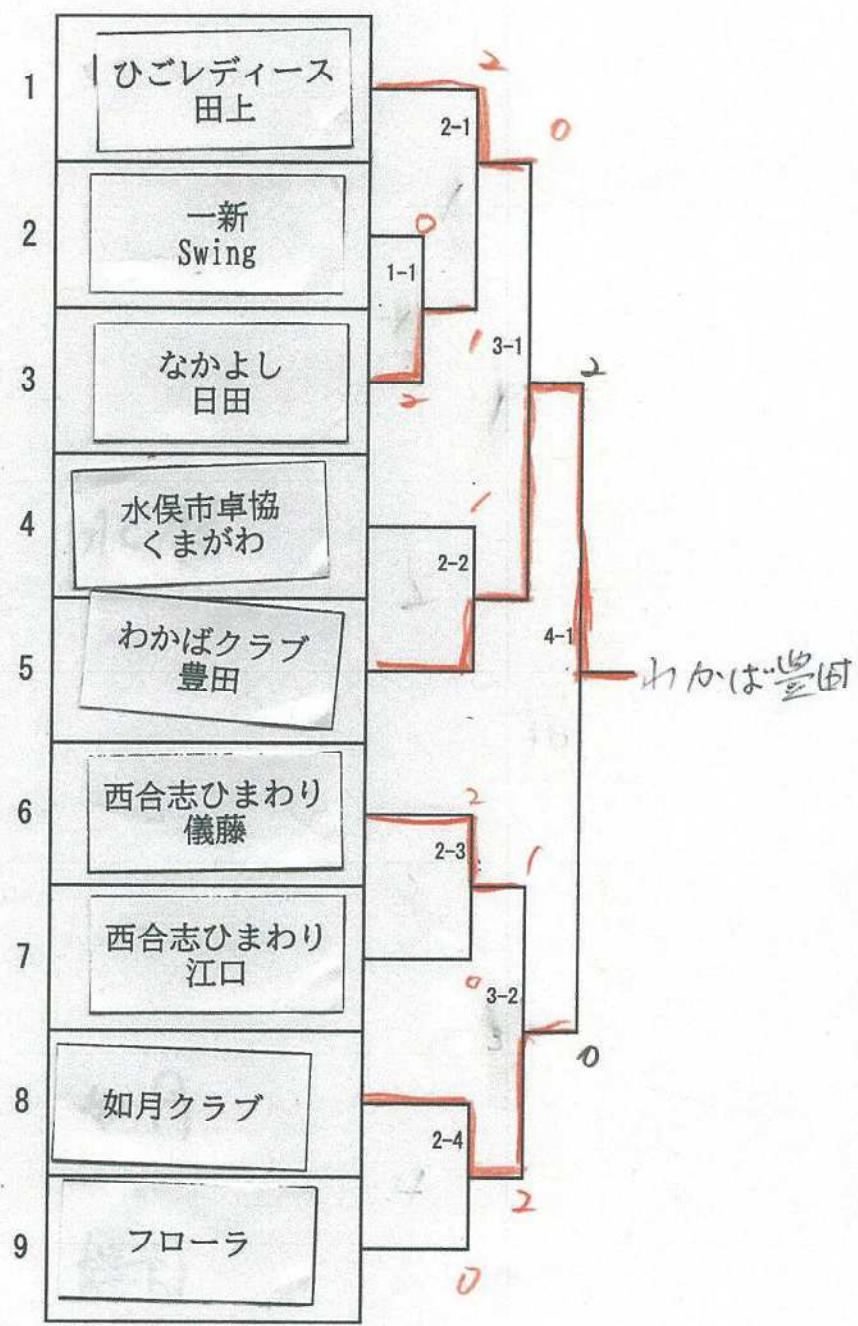 1
ひごレディース
田上
2
2-1
0
2
一新
Swing
0
1-1
3
なかよし
日田
2
1
3-1
2
4
水俣市卓協
くまがわ
1
2-2
5
わかばクラブ
豊田
4-1
わかば豊田
6
西合志ひまわり
儀藤
2
2-3
1
7
西合志ひまわり
江口
0
3-2
0
8
如月クラブ
2-4
2
9
フローラ
0